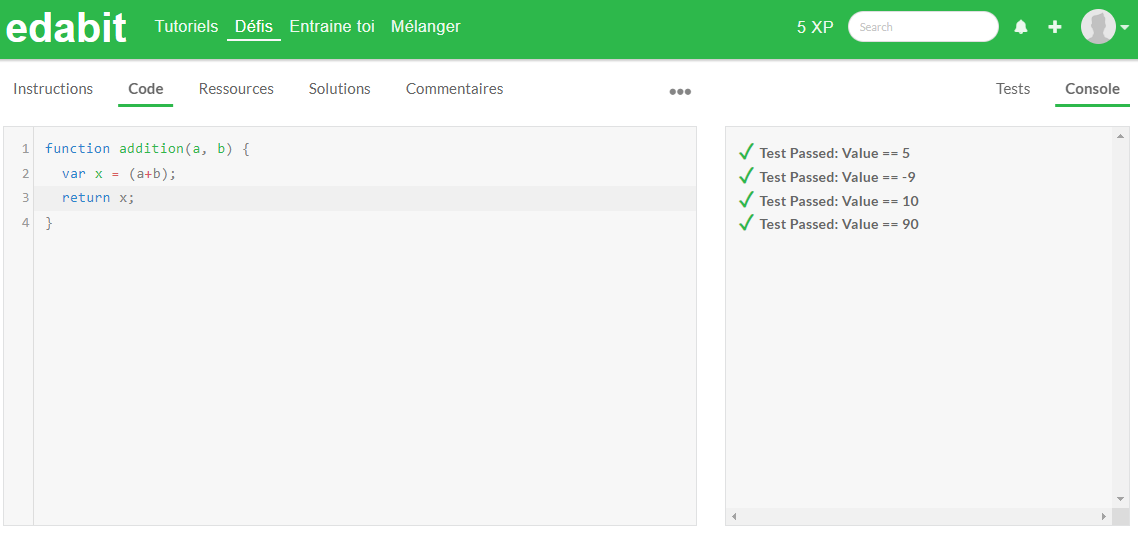 edabit Tutoriels Défis Entraine toi Mélanger 5 XP Search
Instructions Code Ressources Solutions Commentaires ••• Tests Console
1 function addition(a, b) {
2 var x = (a+b);
3 return x;
4 }
✓ Test Passed: Value == 5
✓ Test Passed: Value == -9
✓ Test Passed: Value == 10
✓ Test Passed: Value == 90